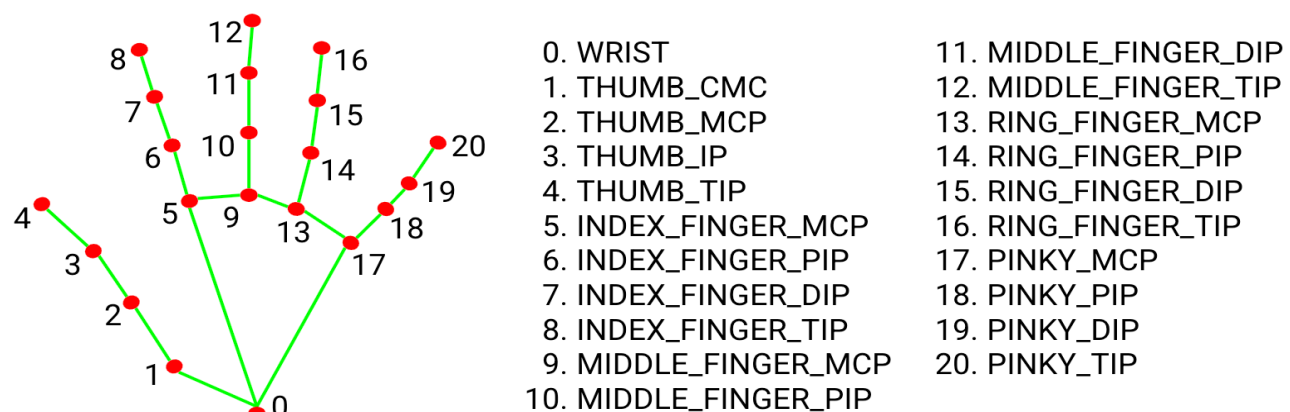 12
8
16
11
7
15
10
6
14
20
19
4
5
9
13
18
3
17
2
1
0
0. WRIST
1. THUMB_CMC
2. THUMB_MCP
3. THUMB_IP
4. THUMB_TIP
5. INDEX_FINGER_MCP
6. INDEX_FINGER_PIP
7. INDEX_FINGER_DIP
8. INDEX_FINGER_TIP
9. MIDDLE_FINGER_MCP
10. MIDDLE_FINGER_PIP
11. MIDDLE_FINGER_DIP
12. MIDDLE_FINGER_TIP
13. RING_FINGER_MCP
14. RING_FINGER_PIP
15. RING_FINGER_DIP
16. RING_FINGER_TIP
17. PINKY_MCP
18. PINKY_PIP
19. PINKY_DIP
20. PINKY_TIP